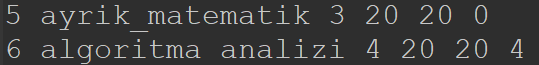 5 ayrik_matematik 3 20 20 0
6 algoritma analizi 4 20 20 4